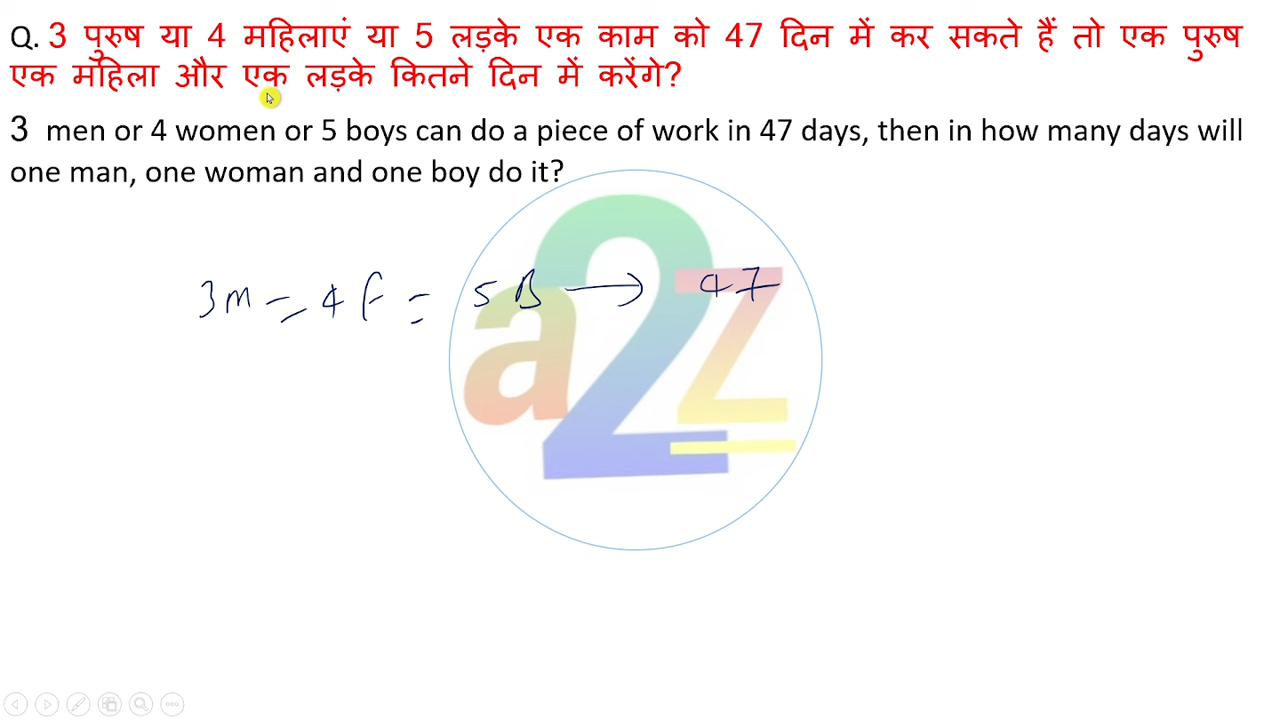 Q. 3 पुरुष या 4 महिलाएं या 5 लड़के एक काम को 47 दिन में कर सकते हैं तो एक पुरुष
एक महिला और एक लड़के कितने दिन में करेंगे?
3 men or 4 women or 5 boys can do a piece of work in 47 days, then in how many days will
one man, one woman and one boy do it?
3M = 4F = 5B → 47
a2z